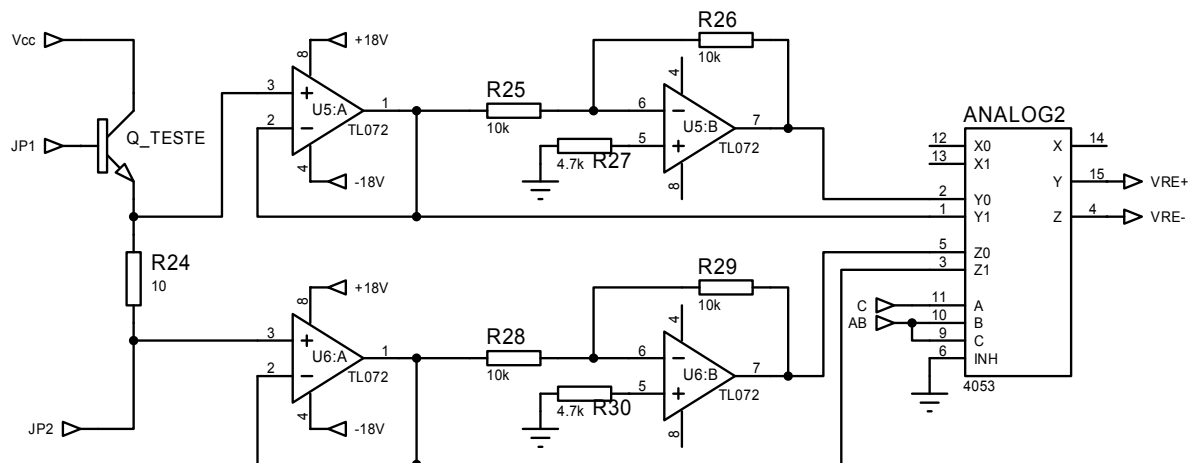 Vcc
JP1
Q_TESTE
R24
10
JP2
+18V
8
3
2
1
4
U5:A
TL072
-18V
R25
10k
R26
10k
R27
4.7k
4
6
5
7
8
U5:B
TL072
+18V
8
3
2
1
4
U6:A
TL072
-18V
R28
10k
R29
10k
R30
4.7k
4
6
5
7
8
U6:B
TL072
ANALOG2
12 X0 X 14
13 X1
Y 15 VRE+
2 Y0
1 Y1 Z 4 VRE-
5 Z0
3 Z1
C 11 A
AB 10 B
9 C
6 INH
4053